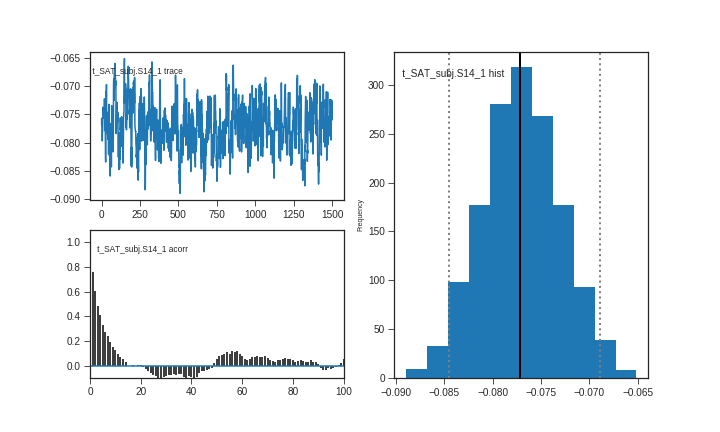 t_SAT_subj.S14_1 trace
−0.065
−0.070
−0.075
−0.080
−0.085
−0.090
0 250 500 750 1000 1250 1500
t_SAT_subj.S14_1 acorr
1.0
0.8
0.6
0.4
0.2
0.0
0 20 40 60 80 100
t_SAT_subj.S14_1 hist
Frequency
300
250
200
150
100
50
0
−0.090 −0.085 −0.080 −0.075 −0.070 −0.065